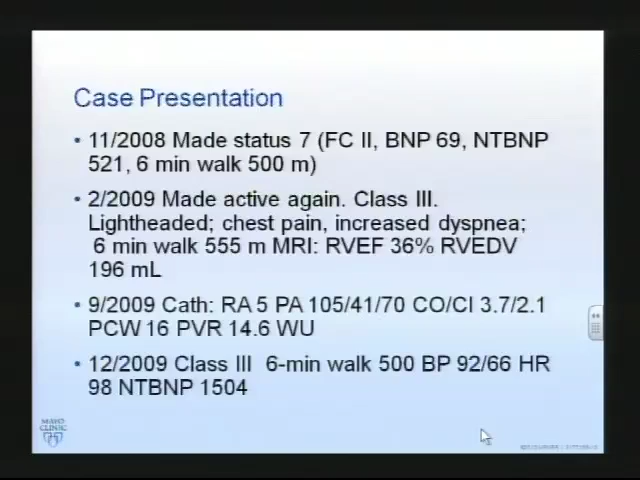 Case Presentation
• 11/2008 Made status 7 (FC II, BNP 69, NTBNP
521, 6 min walk 500 m)
• 2/2009 Made active again. Class III.
Lightheaded; chest pain, increased dyspnea;
6 min walk 555 m MRI: RVEF 36% RVEDV
196 mL
• 9/2009 Cath: RA 5 PA 105/41/70 CO/CI 3.7/2.1
PCW 16 PVR 14.6 WU
• 12/2009 Class III 6-min walk 500 BP 92/66 HR
98 NTBNP 1504
MAYO
CLINIC